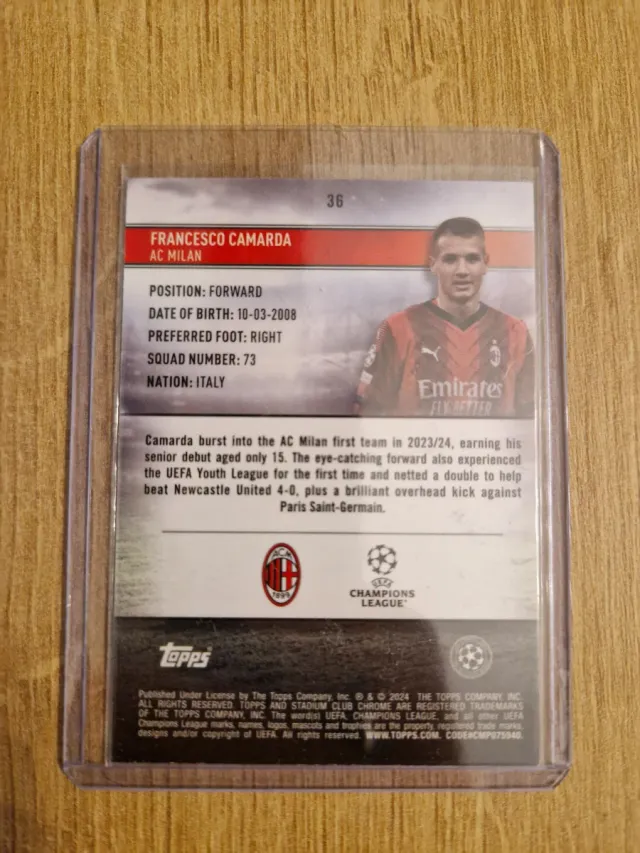 36
FRANCESCO CAMARDA
AC MILAN
POSITION: FORWARD
DATE OF BIRTH: 10-03-2008
PREFERRED FOOT: RIGHT
SQUAD NUMBER: 73
NATION: ITALY
Emirates
FLY BETTER
Camarda burst into the AC Milan first team in 2023/24, earning his
senior debut aged only 15. The eye-catching forward also experienced
the UEFA Youth League for the first time and netted a double to help
beat Newcastle United 4-0, plus a brilliant overhead kick against
Paris Saint-Germain.
ACM
1899
UEFA
CHAMPIONS
LEAGUE
Topps
Published Under License by The Topps Company, Inc. ® & © 2024 THE TOPPS COMPANY, INC.
ALL RIGHTS RESERVED. TOPPS AND STADIUM CLUB CHROME ARE REGISTERED TRADEMARKS
OF THE TOPPS COMPANY, INC. The word(s) UEFA, CHAMPIONS LEAGUE, and all other UEFA
Champions League marks, names, logos, mascots and trophies are the property, registered trade marks,
designs and/or copyright of UEFA. All rights reserved. WWW.TOPPS.COM. CODE#CMP075940.